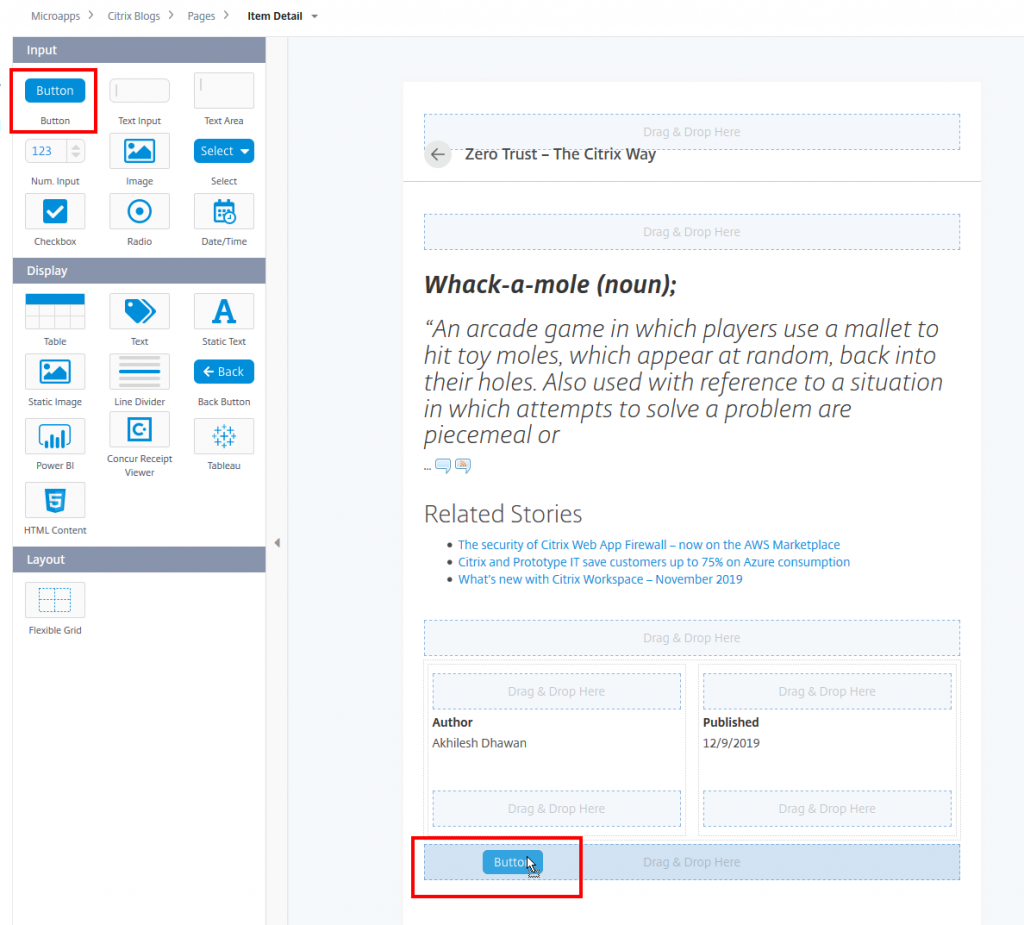 Microapps > Citrix Blogs > Pages > Item Detail
Input
Button
Button Text Input Text Area
123 Select
Num. Input Image Select
Checkbox Radio Date/Time
Display
A
Table Text Static Text
Back
Static Image Line Divider Back Button
Power BI Concur Receipt Viewer Tableau
HTML Content
Layout
Flexible Grid
Drag & Drop Here
Zero Trust – The Citrix Way
Drag & Drop Here
Whack-a-mole (noun);
“An arcade game in which players use a mallet to
hit toy moles, which appear at random, back into
their holes. Also used with reference to a situation
in which attempts to solve a problem are
piecemeal or
...
Related Stories
The security of Citrix Web App Firewall – now on the AWS Marketplace
Citrix and Prototype IT save customers up to 75% on Azure consumption
What's new with Citrix Workspace – November 2019
Drag & Drop Here
Drag & Drop Here Drag & Drop Here
Author Published
Akhilesh Dhawan 12/9/2019
Drag & Drop Here Drag & Drop Here
Button Drag & Drop Here